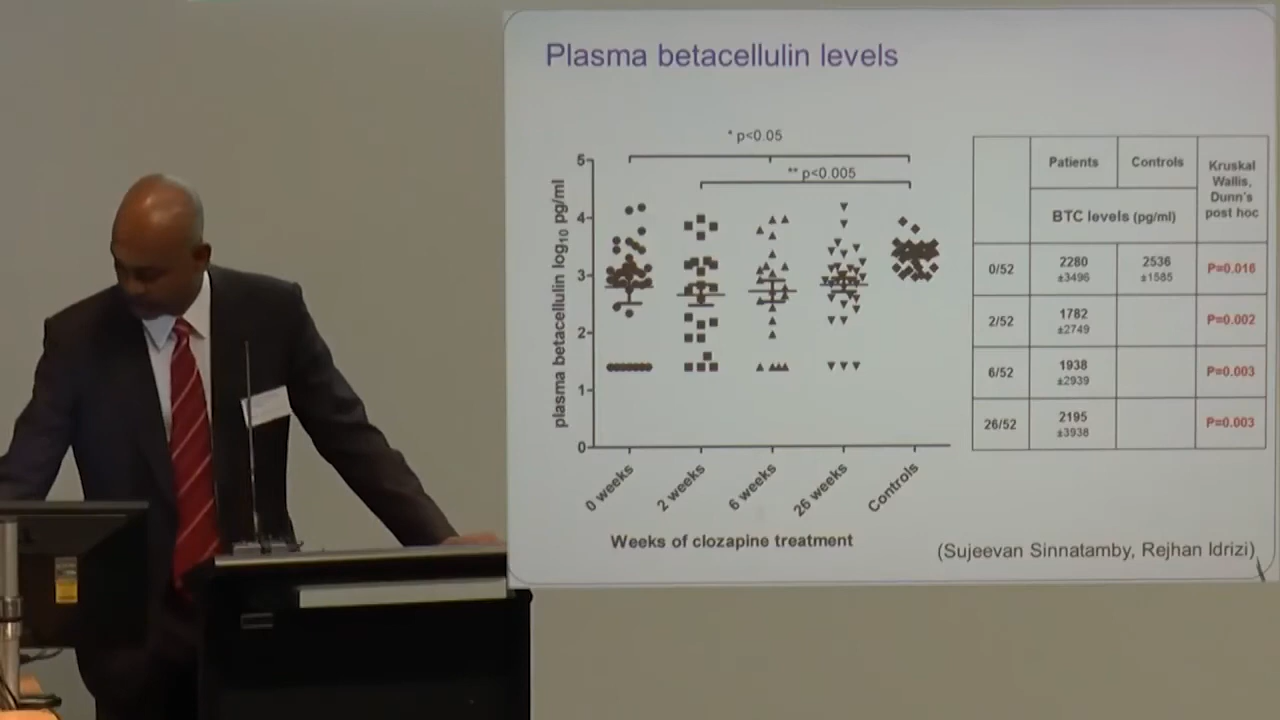 Plasma betacellulin levels
* p<0.05
** p<0.005
plasma betacellulin log10 pg/ml
5
4
3
2
1
0
0 weeks
2 weeks
6 weeks
26 weeks
Controls
Weeks of clozapine treatment
Patients
Controls
Kruskal
Wallis,
Dunn's
post hoc
BTC levels (pg/ml)
0/52
2280
±3496
2536
±1585
P=0.016
2/52
1782
±2749
P=0.002
6/52
1938
±2939
P=0.003
26/52
2195
±3938
P=0.003
(Sujeevan Sinnatamby, Rejhan Idrizi)